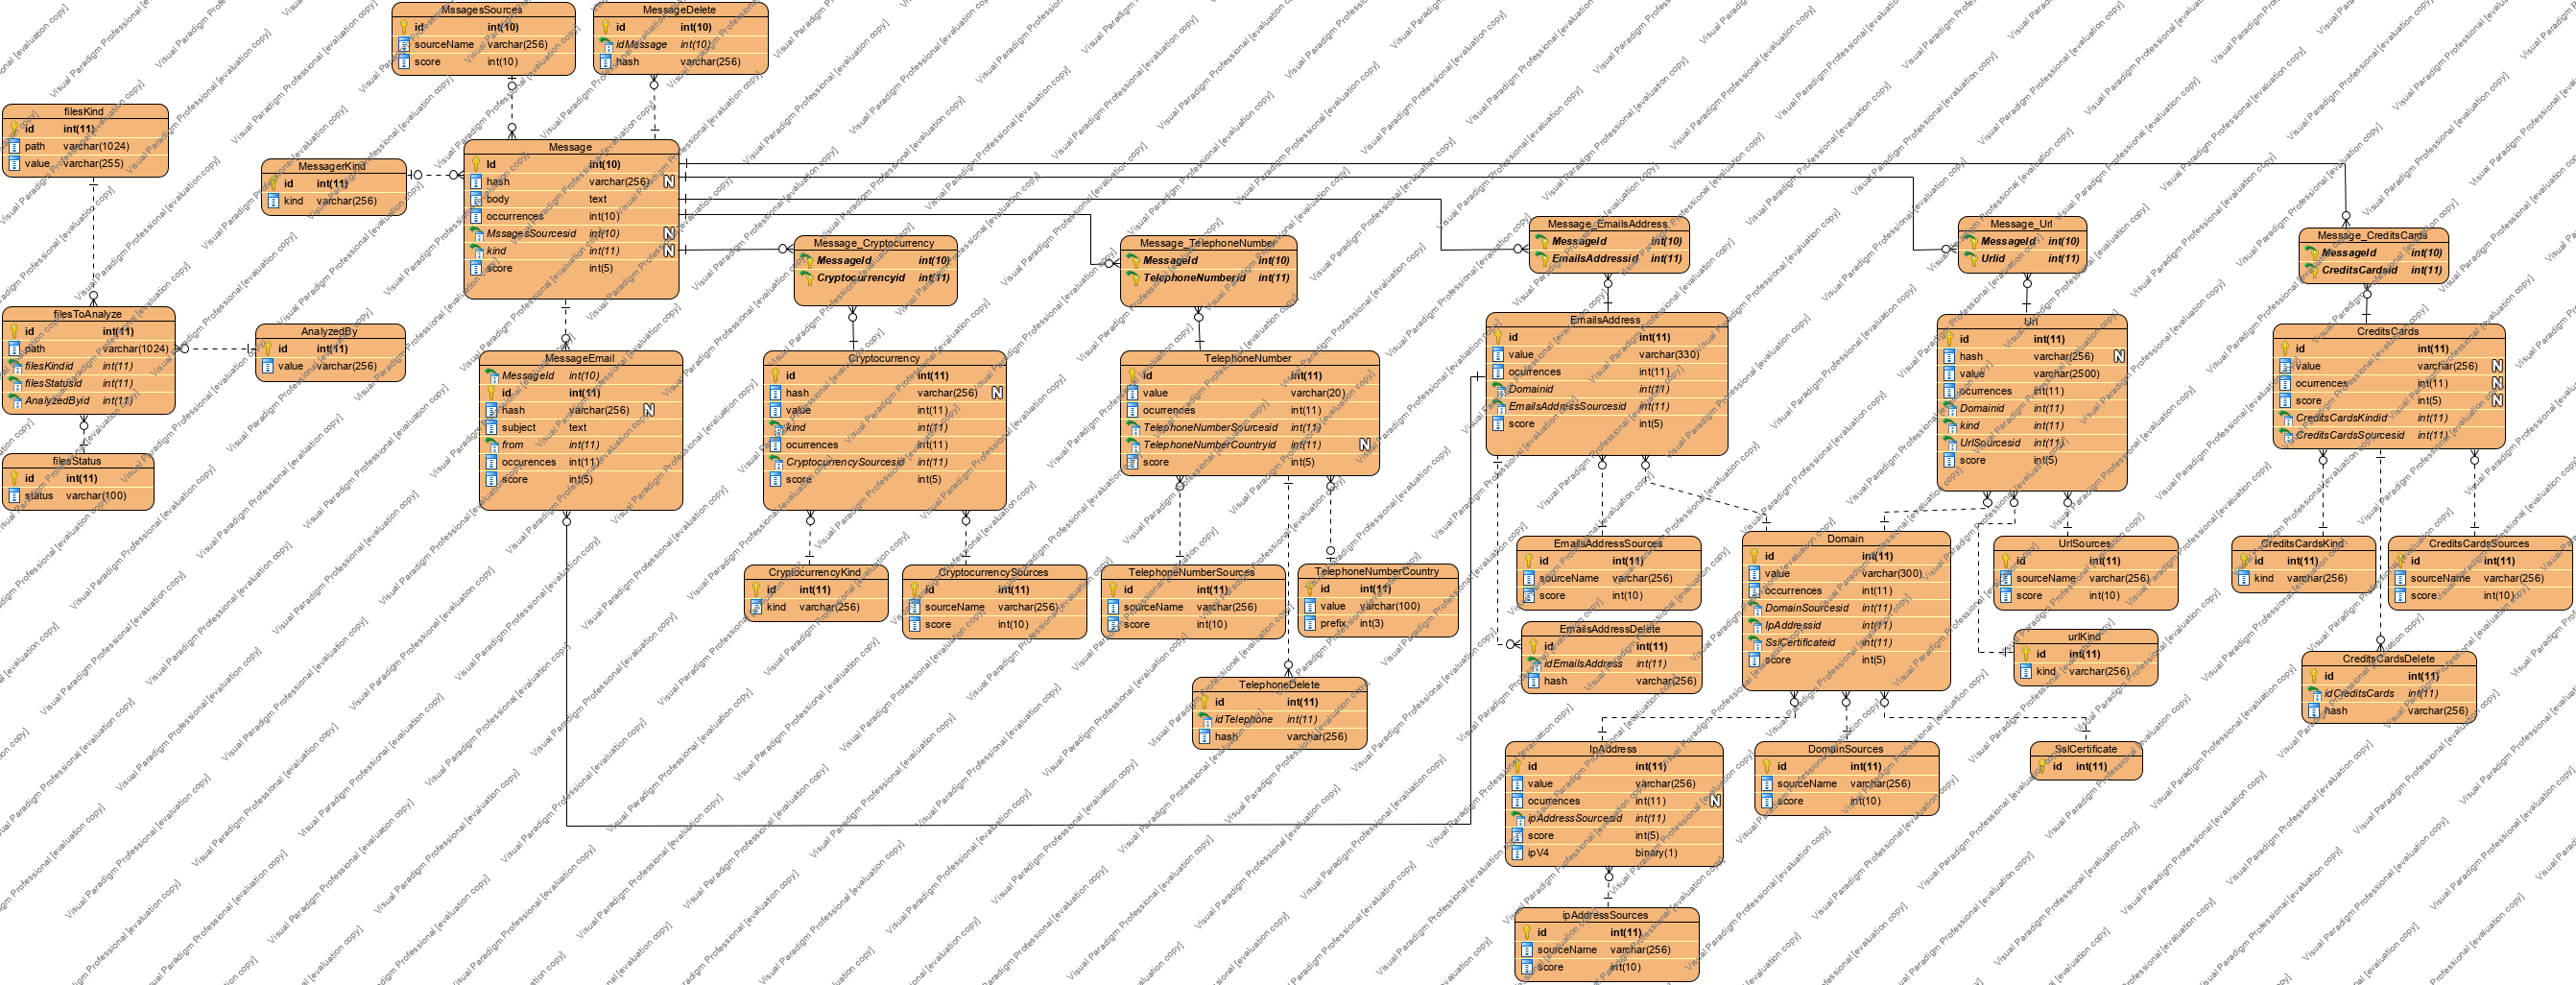 MssagesSources
id int(10)
sourceName varchar(256)
score int(10)
MessageDelete
id int(10)
idMessage int(10)
hash varchar(256)
filesKind
id int(11)
path varchar(1024)
value varchar(255)
MessagerKind
id int(11)
kind varchar(256)
Message
Id int(10)
hash varchar(256) N
body text
occurrences int(10)
MssagesSourcesid int(10) N
kind int(11) N
score int(5)
Message_Cryptocurrency
MessageId int(10)
Cryptocurrencyid int(11)
Message_TelephoneNumber
MessageId int(10)
TelephoneNumberid int(11)
Message_EmailsAddress
MessageId int(10)
EmailsAddressid int(11)
Message_Url
MessageId int(10)
Urlid int(11)
Message_CreditsCards
MessageId int(10)
CreditsCardsid int(11)
filesToAnalyze
id int(11)
path varchar(1024)
filesKindid int(11)
filesStatusid int(11)
AnalyzedByid int(11)
AnalyzedBy
id int(11)
value varchar(256)
filesStatus
id int(11)
status varchar(100)
MessageEmail
MessageId int(10)
id int(11)
hash varchar(256) N
subject text
from int(11)
occurences int(11)
score int(5)
Cryptocurrency
id int(11)
hash varchar(256) N
value int(11)
kind int(11)
ocurrences int(11)
CryptocurrencySourcesid int(11)
score int(5)
TelephoneNumber
id int(11)
value varchar(20)
ocurrences int(11)
TelephoneNumberSourcesid int(11)
TelephoneNumberCountryid int(11) N
score int(5)
EmailsAddress
id int(11)
value varchar(330)
ocurrences int(11)
Domainid int(11)
EmailsAddressSourcesid int(11)
score int(5)
Url
id int(11)
hash varchar(256) N
value varchar(2500)
ocurrences int(11)
Domainid int(11)
kind int(11)
UrlSourcesid int(11)
score int(5)
CreditsCards
id int(11)
value varchar(256) N
ocurrences int(11) N
score int(5) N
CreditsCardsKindid int(11)
CreditsCardsSourcesid int(11)
CryptocurrencyKind
id int(11)
kind varchar(256)
CryptocurrencySources
id int(11)
sourceName varchar(256)
score int(10)
TelephoneNumberSources
id int(11)
sourceName varchar(256)
score int(10)
TelephoneNumberCountry
id int(11)
value varchar(100)
prefix int(3)
TelephoneDelete
id int(11)
idTelephone int(11)
hash varchar(256)
EmailsAddressSources
id int(11)
sourceName varchar(256)
score int(10)
EmailsAddressDelete
id int(11)
idEmailsAddress int(11)
hash varchar(256)
Domain
id int(11)
value varchar(300)
occurrences int(11)
DomainSourcesid int(11)
IpAddressid int(11)
SslCertificateid int(11)
score int(5)
UrlSources
id int(11)
sourceName varchar(256)
score int(10)
urlKind
id int(11)
kind varchar(256)
CreditsCardsKind
id int(11)
kind varchar(256)
CreditsCardsSources
id int(11)
sourceName varchar(256)
score int(10)
CreditsCardsDelete
id int(11)
idCreditsCards int(11)
hash varchar(256)
IpAddress
id int(11)
value varchar(256)
ocurrences int(11) N
ipAddressSourcesid int(11)
score int(5)
ipV4 binary(1)
DomainSources
id int(11)
sourceName varchar(256)
score int(10)
SslCertificate
id int(11)
ipAddressSources
id int(11)
sourceName varchar(256)
score int(10)
Visual Paradigm Professional [evaluation copy]